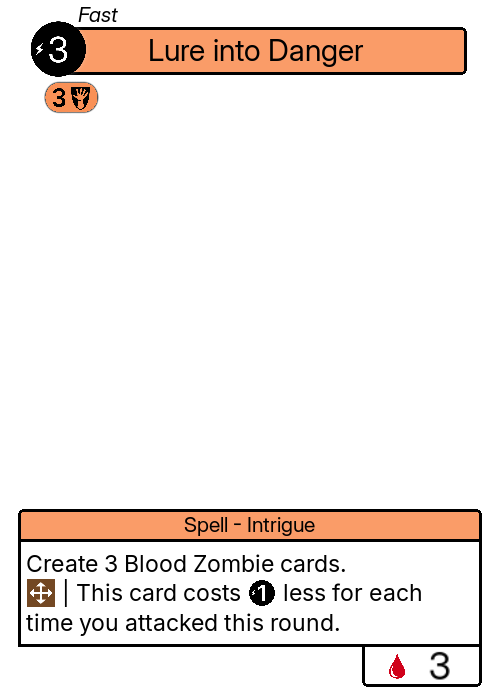 Fast
3 Lure into Danger
3
Spell - Intrigue
Create 3 Blood Zombie cards.
| This card costs 1 less for each
time you attacked this round.
3